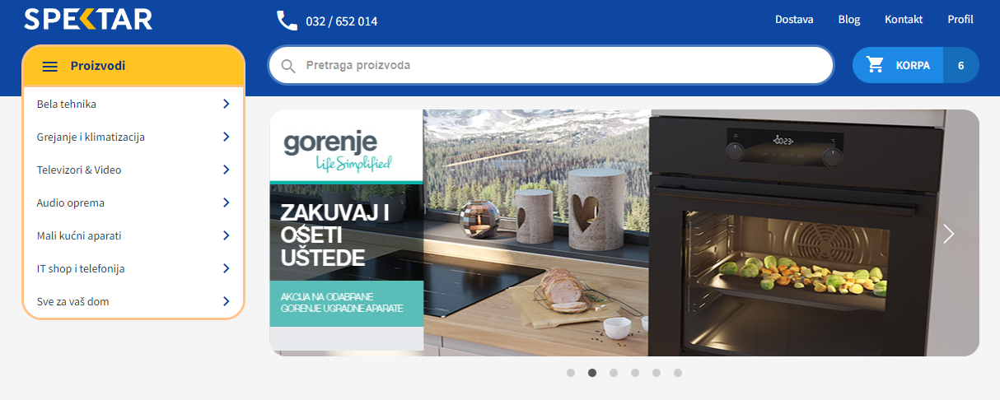 SPEKTAR
032 / 652 014
Dostava
Blog
Kontakt
Profil
Proizvodi
Pretraga proizvoda
KORPA
6
Bela tehnika
Grejanje i klimatizacija
Televizori & Video
Audio oprema
Mali kućni aparati
IT shop i telefonija
Sve za vaš dom
gorenje
Life Simplified
ZAKUVAJ I
OSETI
UŠTEDE
AKCIJA NA ODABRANE
GORENJE UGRADNE APARATE
00:23